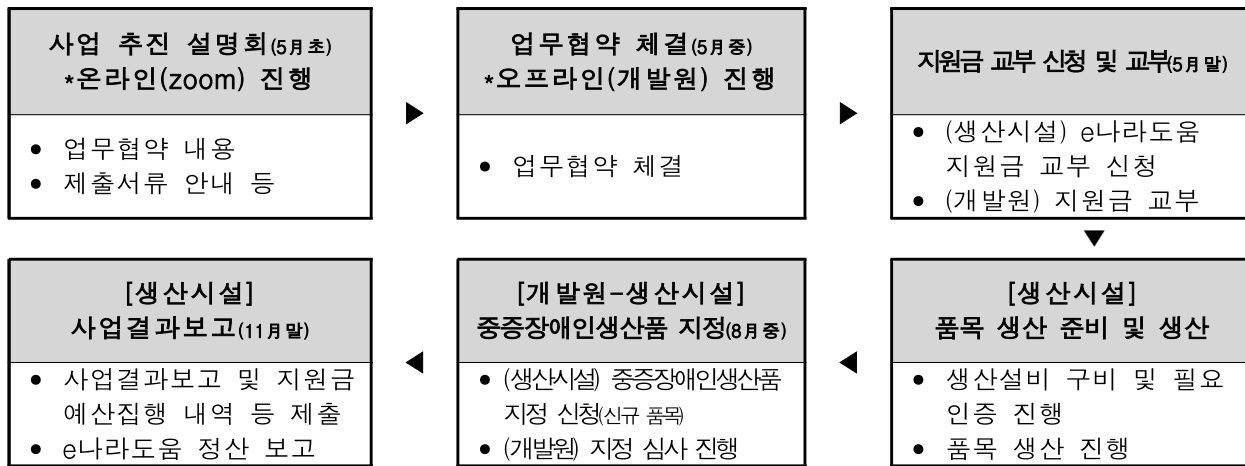 사업 추진 설명회(5月초)
*온라인(zoom) 진행
• 업무협약 내용
• 제출서류 안내 등
▶
업무협약 체결(5月중)
*오프라인(개발원) 진행
• 업무협약 체결
▶
지원금 교부 신청 및 교부(5月말)
• (생산시설) e나라도움
지원금 교부 신청
• (개발원) 지원금 교부
▼
[생산시설]
품목 생산 준비 및 생산
• 생산설비 구비 및 필요
인증 진행
• 품목 생산 진행
◀
[개발원-생산시설]
중증장애인생산품 지정(8月중)
• (생산시설) 중증장애인생산품
지정 신청(신규 품목)
• (개발원) 지정 심사 진행
◀
[생산시설]
사업결과보고(11月말)
• 사업결과보고 및 지원금
예산집행 내역 등 제출
• e나라도움 정산 보고